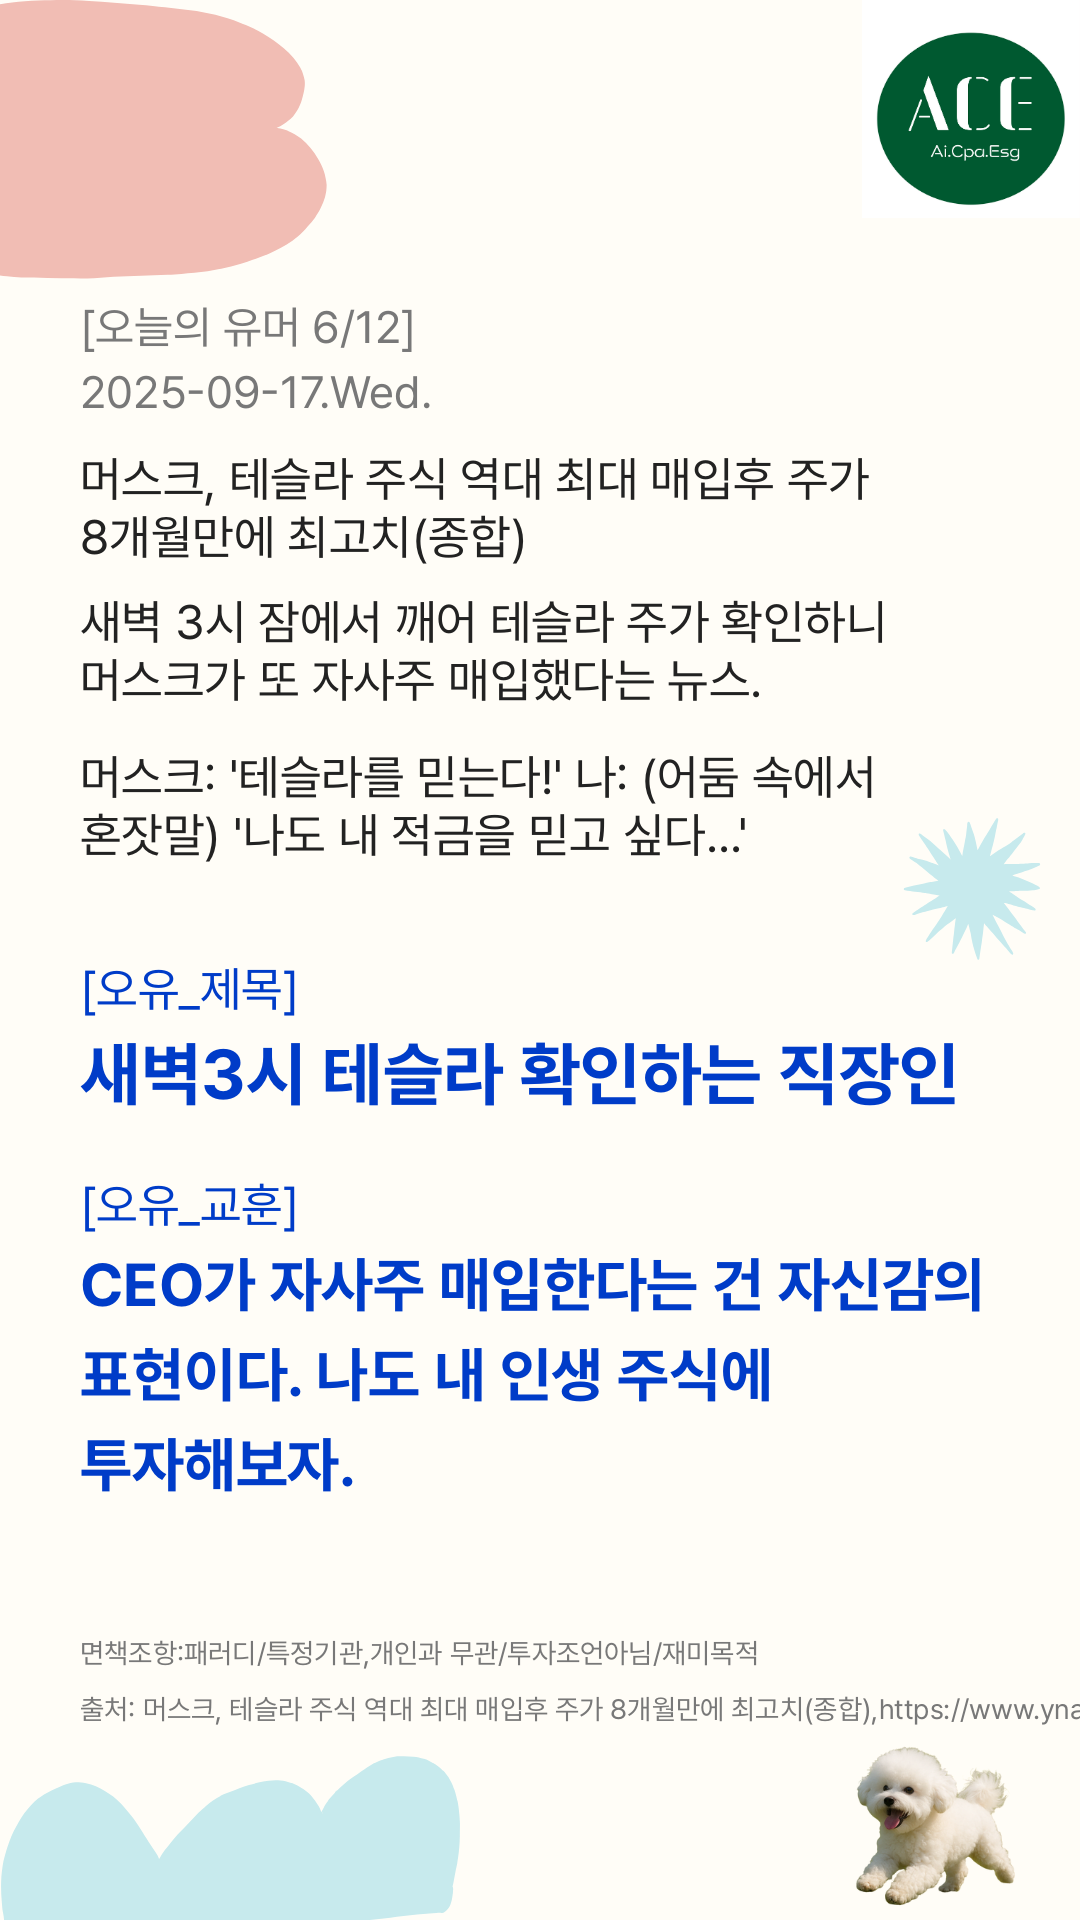 ACE
Ai.Cpa.Esg
[오늘의 유머 6/12]
2025-09-17.Wed.
머스크, 테슬라 주식 역대 최대 매입후 주가
8개월만에 최고치(종합)
새벽 3시 잠에서 깨어 테슬라 주가 확인하니
머스크가 또 자사주 매입했다는 뉴스.
머스크: '테슬라를 믿는다!' 나: (어둠 속에서
혼잣말) '나도 내 적금을 믿고 싶다...'
[오유_제목]
새벽3시 테슬라 확인하는 직장인
[오유_교훈]
CEO가 자사주 매입한다는 건 자신감의
표현이다. 나도 내 인생 주식에
투자해보자.
면책조항:패러디/특정기관,개인과 무관/투자조언아님/재미목적
출처: 머스크, 테슬라 주식 역대 최대 매입후 주가 8개월만에 최고치(종합),https://www.yna